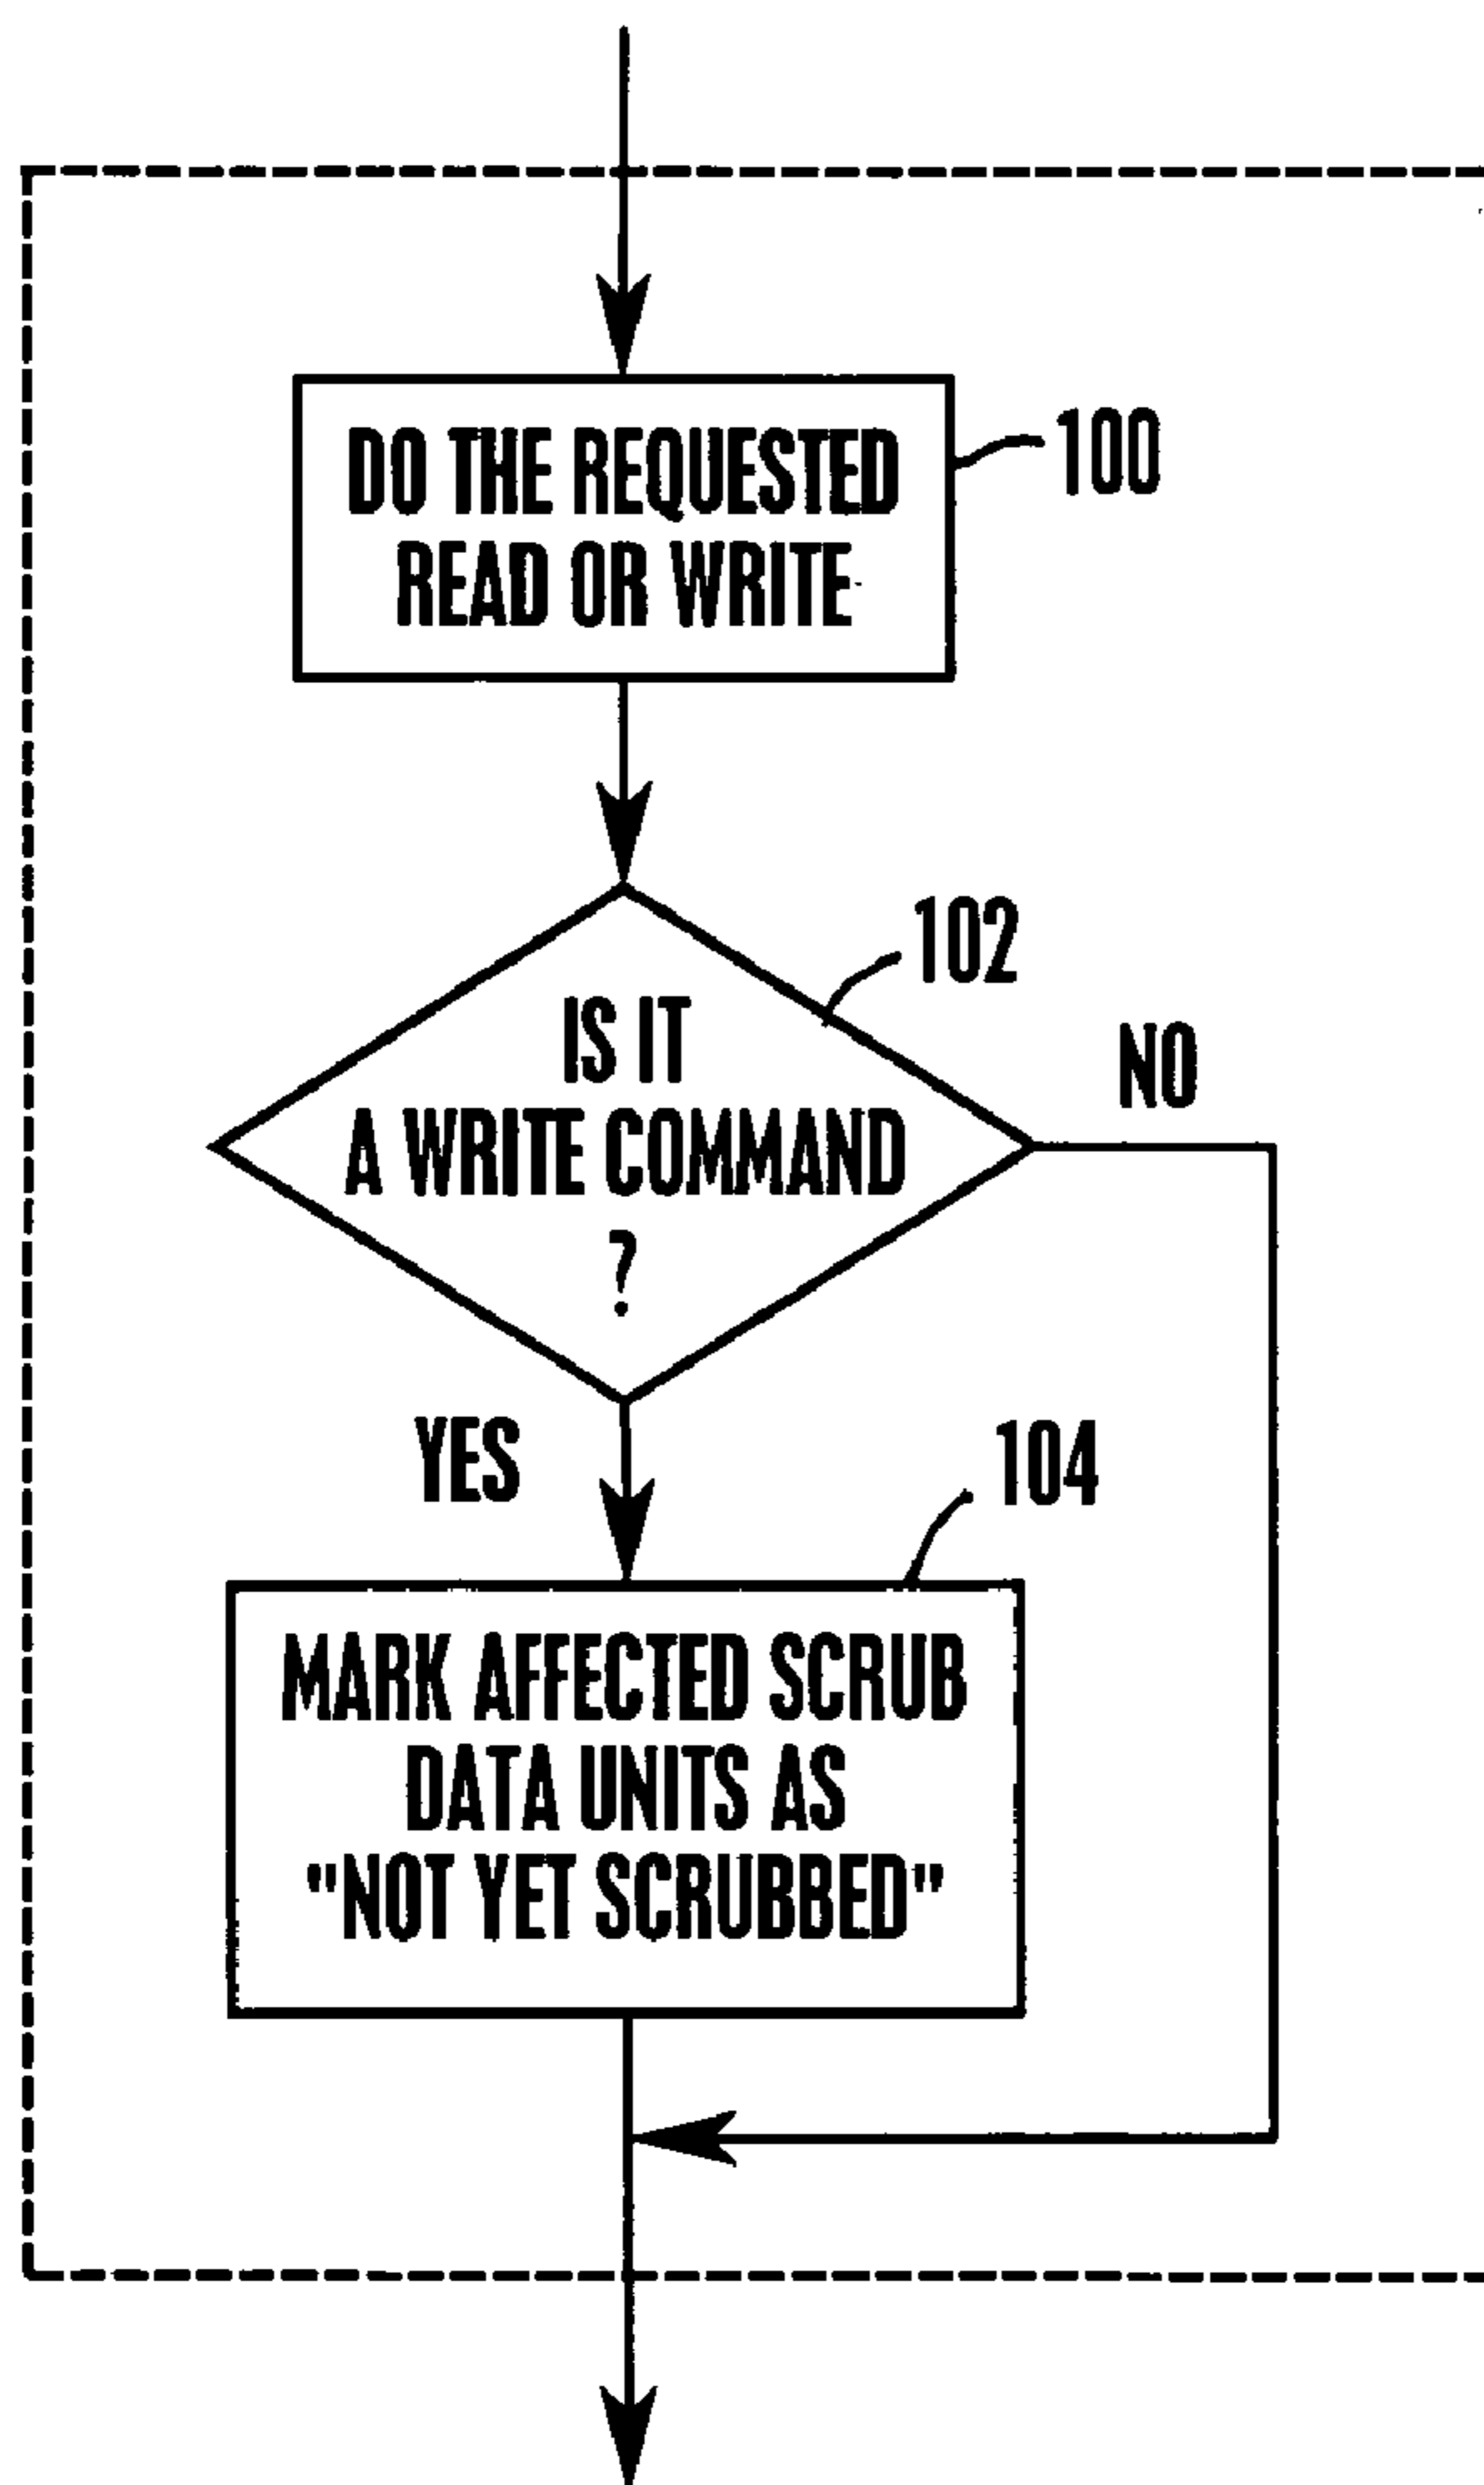 DO THE REQUESTED
READ OR WRITE
100
102
IS IT
A WRITE COMMAND
?
NO
YES
104
MARK AFFECTED SCRUB
DATA UNITS AS
"NOT YET SCRUBBED"